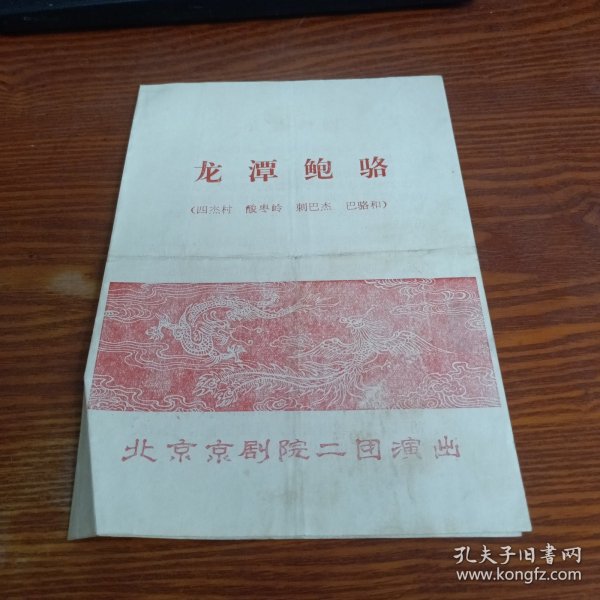 龙潭鲍骆
(四杰村 酸枣岭 刺巴杰 巴骆和)
北京京剧院二团演出
孔夫子旧书网
www.kongfz.com